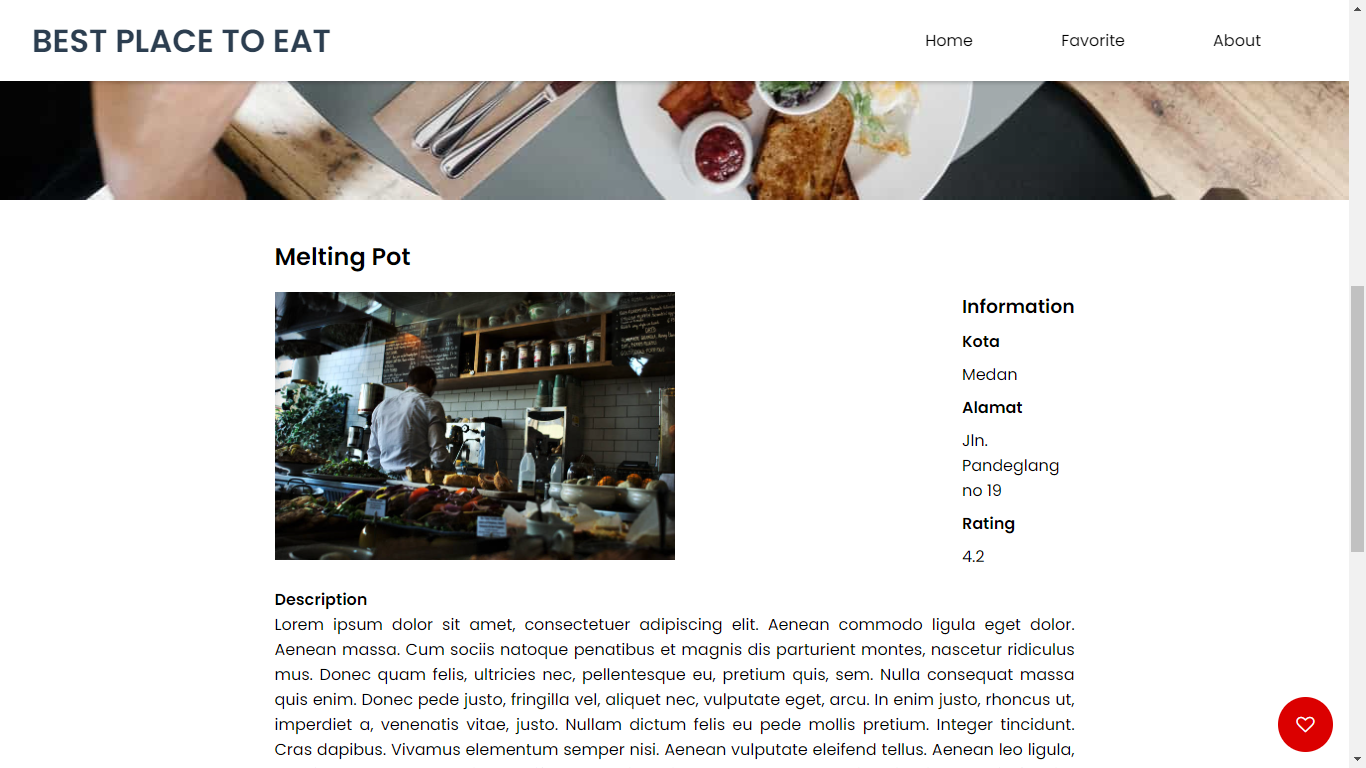 BEST PLACE TO EAT
Home
Favorite
About
Melting Pot
Information
Kota
Medan
Alamat
Jln.
Pandeglang
no 19
Rating
4.2
Description
Lorem ipsum dolor sit amet, consectetuer adipiscing elit. Aenean commodo ligula eget dolor.
Aenean massa. Cum sociis natoque penatibus et magnis dis parturient montes, nascetur ridiculus
mus. Donec quam felis, ultricies nec, pellentesque eu, pretium quis, sem. Nulla consequat massa
quis enim. Donec pede justo, fringilla vel, aliquet nec, vulputate eget, arcu. In enim justo, rhoncus ut,
imperdiet a, venenatis vitae, justo. Nullam dictum felis eu pede mollis pretium. Integer tincidunt.
Cras dapibus. Vivamus elementum semper nisi. Aenean vulputate eleifend tellus. Aenean leo ligula,